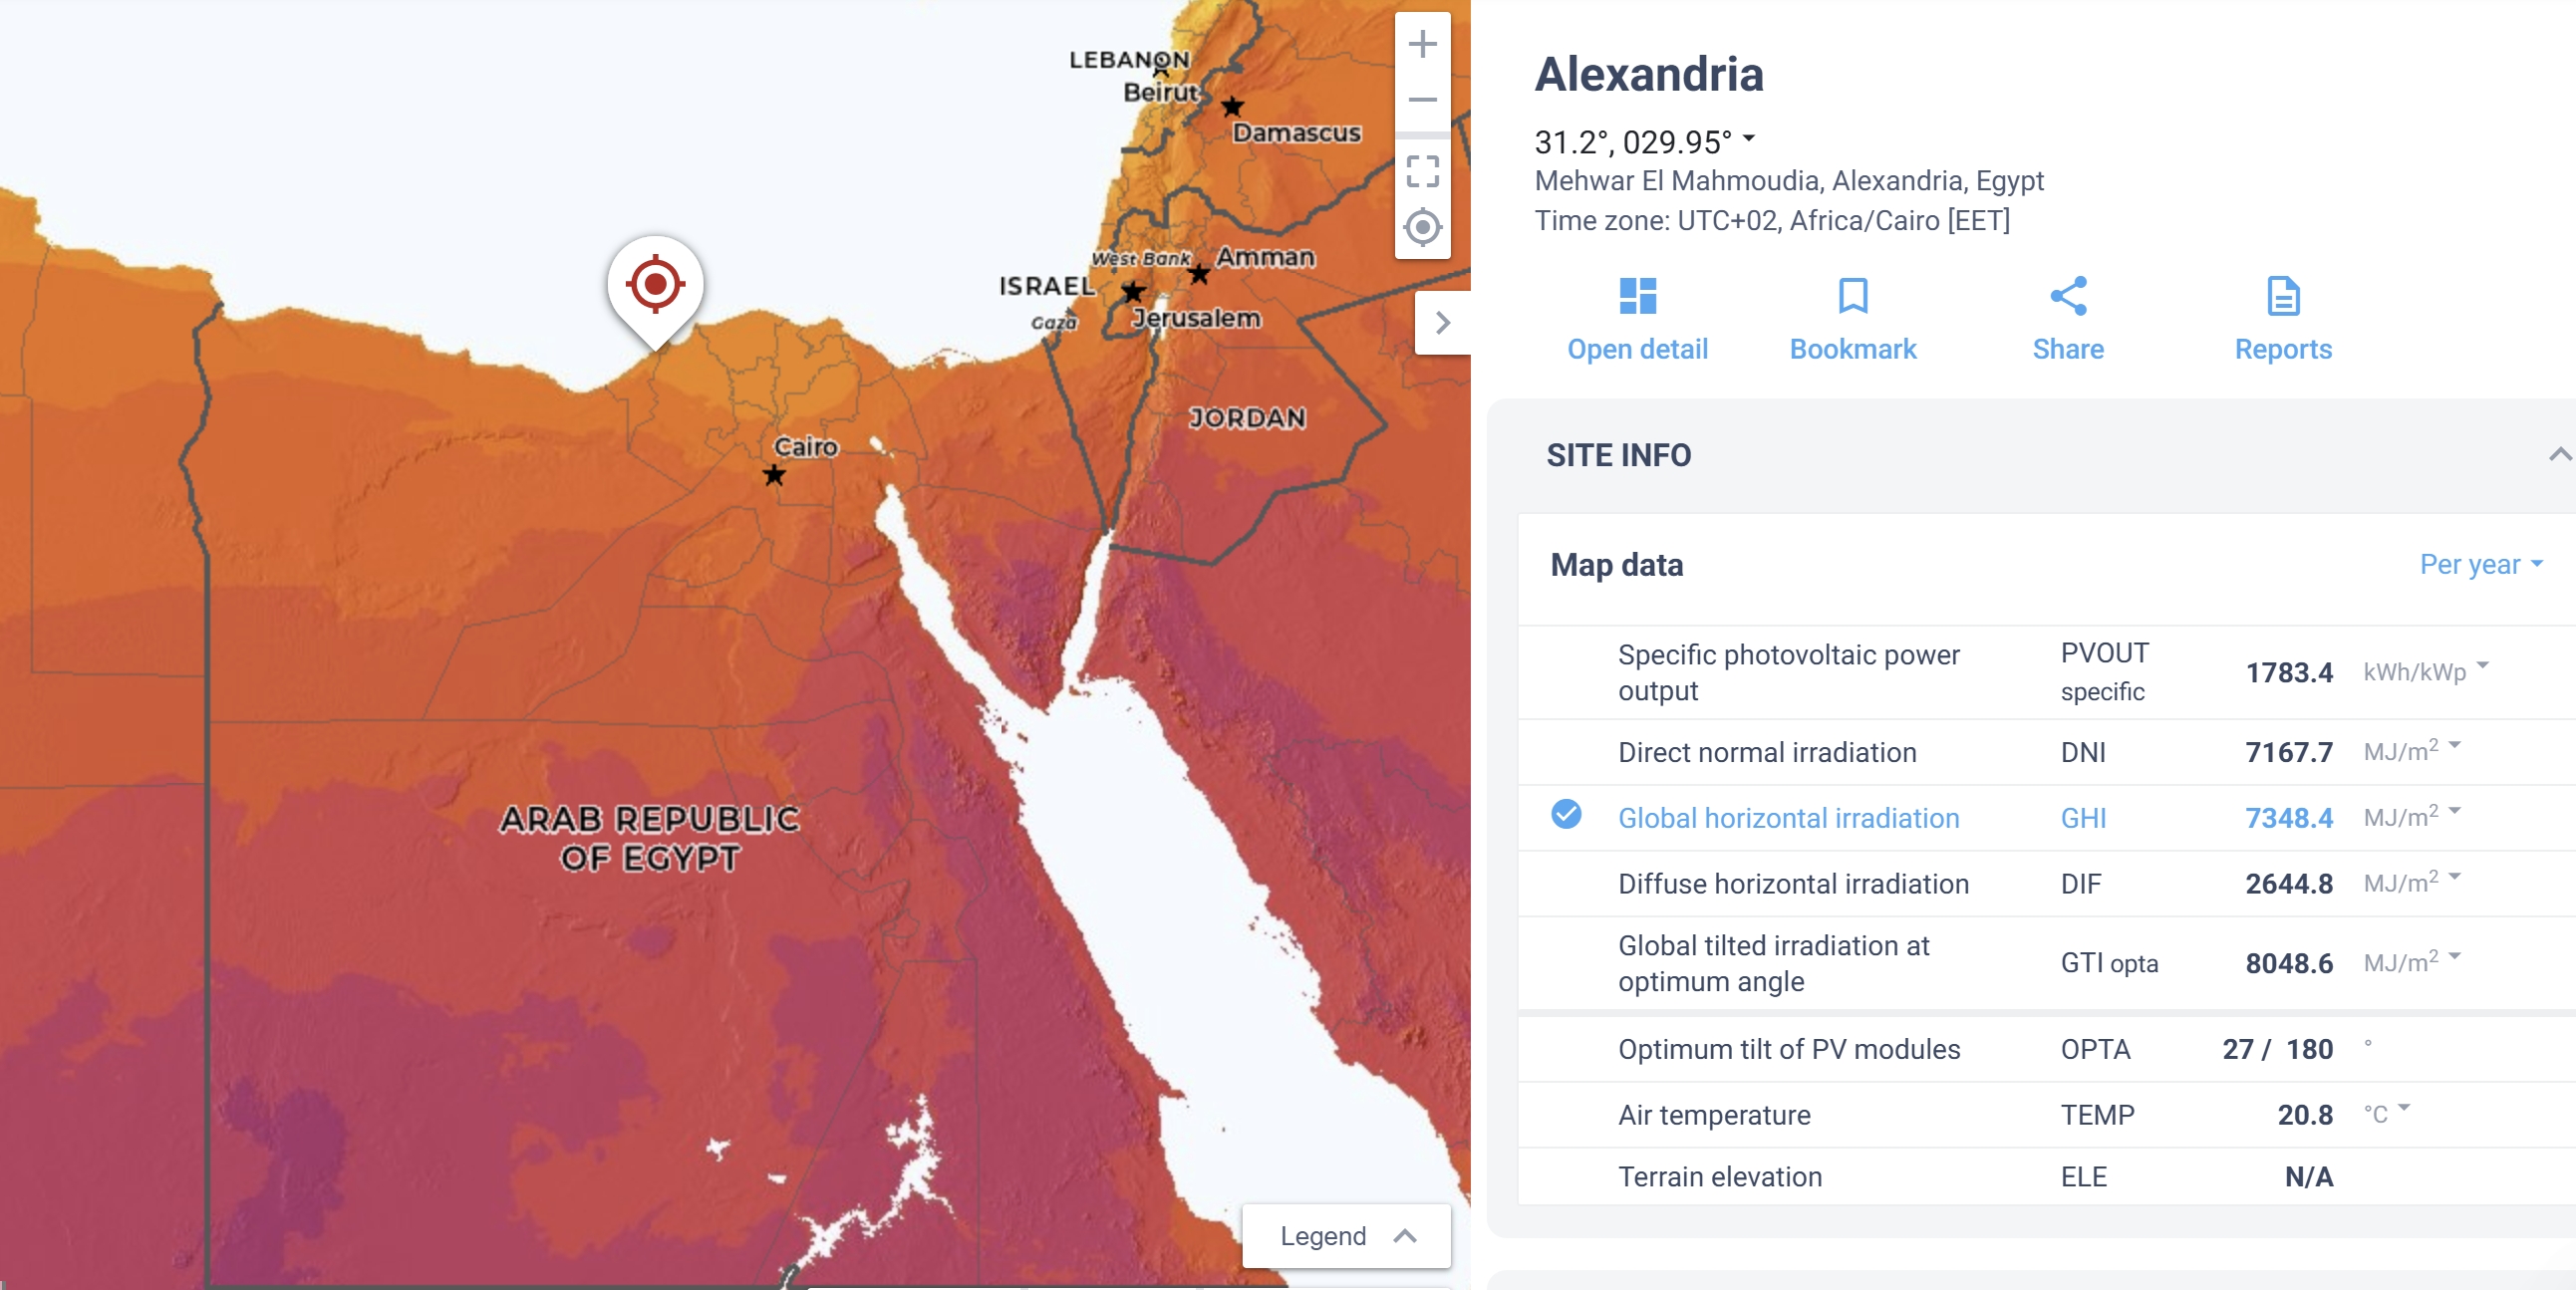 LEBANON
Beirut
Damascus
West Bank
Amman
ISRAEL
Gaza
Jerusalem
JORDAN
Cairo
ARAB REPUBLIC
OF EGYPT
Legend
Alexandria
31.2°, 029.95°
Mehwar El Mahmoudia, Alexandria, Egypt
Time zone: UTC+02, Africa/Cairo [EET]
Open detail Bookmark Share Reports
SITE INFO
Map data Per year
Specific photovoltaic power
output PVOUT
specific 1783.4 kWh/kWp
Direct normal irradiation DNI 7167.7 MJ/m²
Global horizontal irradiation GHI 7348.4 MJ/m²
Diffuse horizontal irradiation DIF 2644.8 MJ/m²
Global tilted irradiation at
optimum angle GTI opta 8048.6 MJ/m²
Optimum tilt of PV modules OPTA 27 / 180 °
Air temperature TEMP 20.8 °C
Terrain elevation ELE N/A